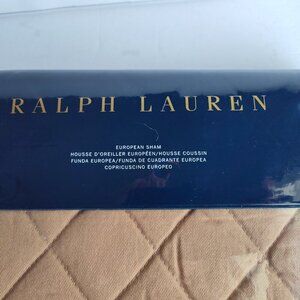 RALPH LAUREN
EUROPEAN SHAM
HOUSSE D'OREILLER EUROPÉEN/HOUSSE COUSSIN
FUNDA EUROPEA/FUNDA DE CUADRANTE EUROPEA
COPRICUSCINO EUROPEO